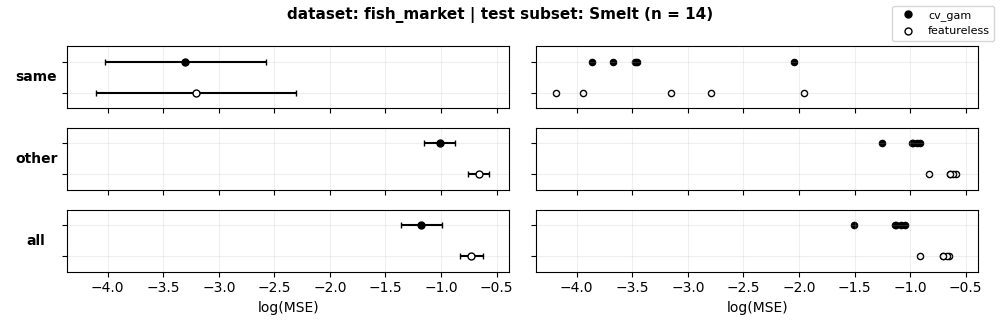 dataset: fish_market | test subset: Smelt (n = 14)
cv_gam
featureless
same
other
all
−4.0 −3.5 −3.0 −2.5 −2.0 −1.5 −1.0 −0.5
−4.0 −3.5 −3.0 −2.5 −2.0 −1.5 −1.0 −0.5
log(MSE)
log(MSE)